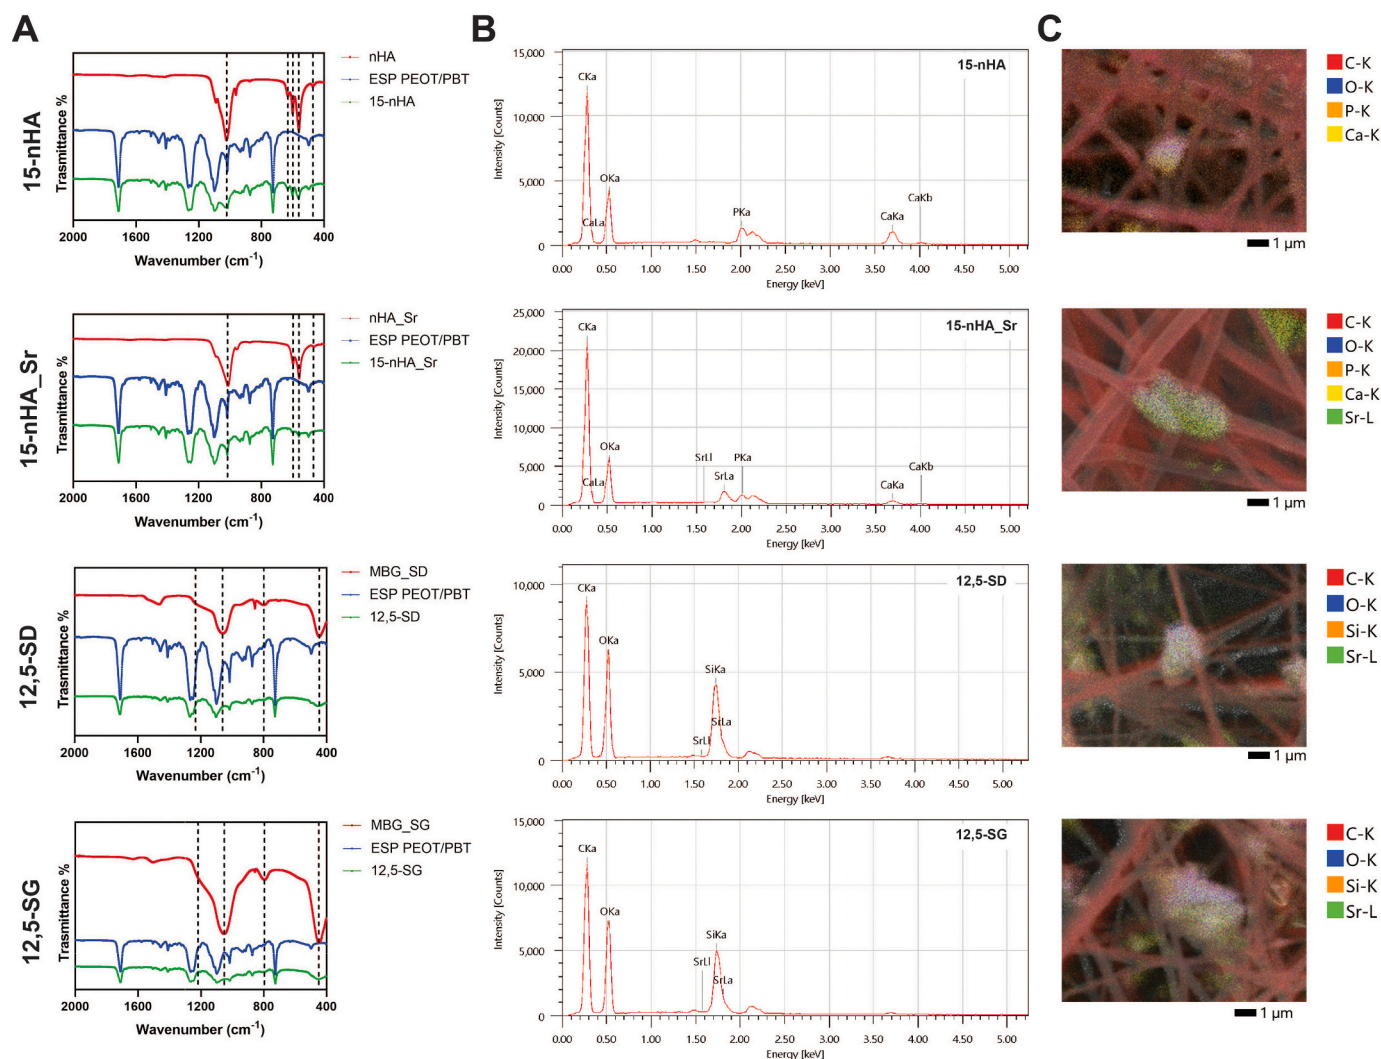 A
B
C
15-nHA
Trasmittance %
2000 1600 1200 800 400
Wavenumber (cm-1)
nHA
ESP PEOT/PBT
15-nHA
15,000
10,000
5,000
0
Intensity [Counts]
15-nHA
CKa
OKa
CaLa
PKa
CaKa
CaKb
0.00 0.50 1.00 1.50 2.00 2.50 3.00 3.50 4.00 4.50 5.00
Energy [keV]
C-K
O-K
P-K
Ca-K
1 µm
15-nHA_Sr
Trasmittance %
2000 1600 1200 800 400
Wavenumber (cm-1)
nHA_Sr
ESP PEOT/PBT
15-nHA_Sr
25,000
20,000
15,000
10,000
5,000
0
Intensity [Counts]
15-nHA_Sr
CKa
OKa
CaLa
SrLl
SrLa
PKa
CaKa
CaKb
0.00 0.50 1.00 1.50 2.00 2.50 3.00 3.50 4.00 4.50 5.00
Energy [keV]
C-K
O-K
P-K
Ca-K
Sr-L
1 µm
12,5-SD
Trasmittance %
2000 1600 1200 800 400
Wavenumber (cm-1)
MBG_SD
ESP PEOT/PBT
12,5-SD
10,000
5,000
0
Intensity [Counts]
12,5-SD
CKa
OKa
SiKa
SrLa
SrLl
0.00 0.50 1.00 1.50 2.00 2.50 3.00 3.50 4.00 4.50 5.00
Energy [keV]
C-K
O-K
Si-K
Sr-L
1 µm
12,5-SG
Trasmittance %
2000 1600 1200 800 400
Wavenumber (cm-1)
MBG_SG
ESP PEOT/PBT
12,5-SG
15,000
10,000
5,000
0
Intensity [Counts]
12,5-SG
CKa
OKa
SiKa
SrLl
SrLa
0.00 0.50 1.00 1.50 2.00 2.50 3.00 3.50 4.00 4.50 5.00
Energy [keV]
C-K
O-K
Si-K
Sr-L
1 µm